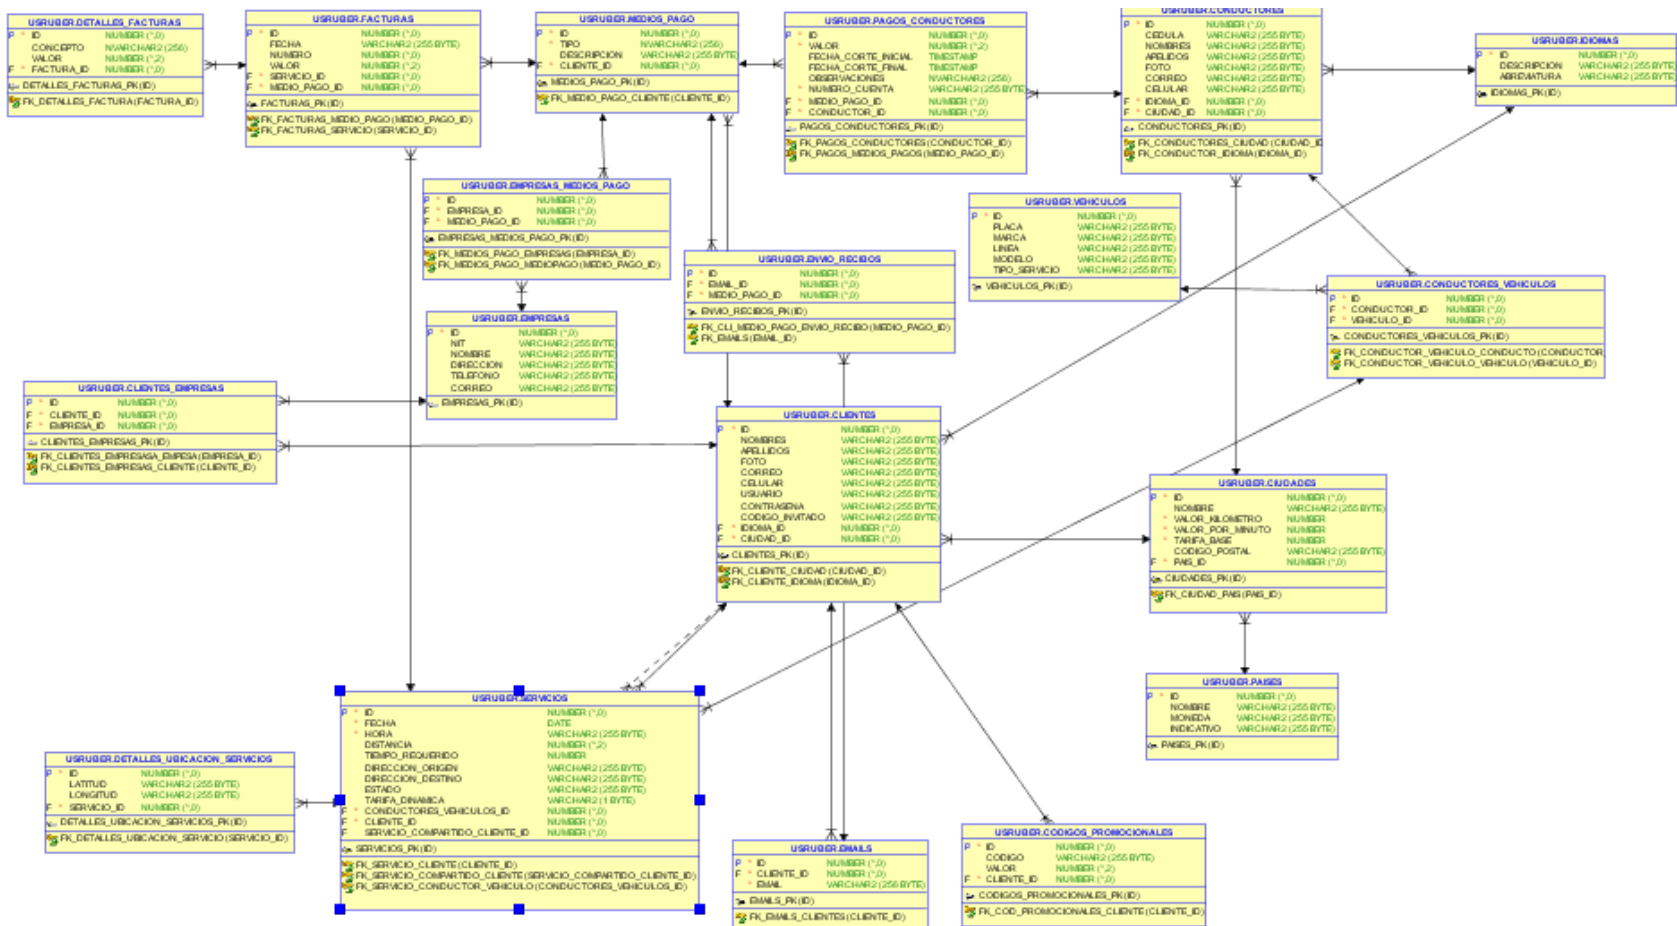 USRUBER.DETALLES_FACTURAS
P * ID NUMBER (*,0)
CONCEPTO NVARCHAR2 (256)
VALOR NUMBER (*,2)
F * FACTURA_ID NUMBER (*,0)
DETALLES_FACTURAS_PK (ID)
FK_DETALLES_FACTURA (FACTURA_ID)
USRUBER.FACTURAS
P * ID NUMBER (*,0)
FECHA VARCHAR2 (255 BYTE)
NUMERO NUMBER (*,0)
VALOR NUMBER (*,2)
F * SERVICIO_ID NUMBER (*,0)
F * MEDIO_PAGO_ID NUMBER (*,0)
FACTURAS_PK (ID)
FK_FACTURAS_MEDIO_PAGO (MEDIO_PAGO_ID)
FK_FACTURAS_SERVICIO (SERVICIO_ID)
USRUBER.MEDIOS_PAGO
P * ID NUMBER (*,0)
* TIPO NVARCHAR2 (256)
DESCRIPCION VARCHAR2 (255 BYTE)
F * CLIENTE_ID NUMBER (*,0)
MEDIOS_PAGO_PK (ID)
FK_MEDIO_PAGO_CLIENTE (CLIENTE_ID)
USRUBER.PAGOS_CONDUCTORES
P * ID NUMBER (*,0)
* VALOR NUMBER (*,2)
FECHA_CORTE_INICIAL TIMESTAMP
FECHA_CORTE_FINAL TIMESTAMP
OBSERVACIONES NVARCHAR2 (256)
* NUMERO_CUENTA VARCHAR2 (255 BYTE)
F * MEDIO_PAGO_ID NUMBER (*,0)
F * CONDUCTOR_ID NUMBER (*,0)
PAGOS_CONDUCTORES_PK (ID)
FK_PAGOS_CONDUCTORES (CONDUCTOR_ID)
FK_PAGOS_MEDIOS_PAGOS (MEDIO_PAGO_ID)
USRUBER.CONDUCTORES
P * ID NUMBER (*,0)
CEDULA VARCHAR2 (255 BYTE)
NOMBRES VARCHAR2 (255 BYTE)
APELIDOS VARCHAR2 (255 BYTE)
FOTO VARCHAR2 (255 BYTE)
CORREO VARCHAR2 (255 BYTE)
CELULAR VARCHAR2 (255 BYTE)
F * IDIOMA_ID NUMBER (*,0)
F * CIUDAD_ID NUMBER (*,0)
CONDUCTORES_PK (ID)
FK_CONDUCTORES_CIUDAD (CIUDAD_ID
FK_CONDUCTOR_IDIOMA (IDIOMA_ID)
USRUBER.IDIOMAS
P * ID NUMBER (*,0)
DESCRIPCION VARCHAR2 (255 BYTE)
ABREVIATURA VARCHAR2 (255 BYTE)
IDIOMAS_PK (ID)
USRUBER.EMPRESAS_MEDIOS_PAGO
P * ID NUMBER (*,0)
F * EMPRESA_ID NUMBER (*,0)
F * MEDIO_PAGO_ID NUMBER (*,0)
EMPRESAS_MEDIOS_PAGO_PK (ID)
FK_MEDIOS_PAGO_EMPRESAS (EMPRESA_ID)
FK_MEDIOS_PAGO_MEDIOPAGO (MEDIO_PAGO_ID)
USRUBER.VEHICULOS
P * ID NUMBER (*,0)
PLACA VARCHAR2 (255 BYTE)
MARCA VARCHAR2 (255 BYTE)
LINEA VARCHAR2 (255 BYTE)
MODELO VARCHAR2 (255 BYTE)
TIPO_SERVICIO VARCHAR2 (255 BYTE)
VEHICULOS_PK (ID)
USRUBER.ENVIO_RECIBOS
P * ID NUMBER (*,0)
F * EMAIL_ID NUMBER (*,0)
F * MEDIO_PAGO_ID NUMBER (*,0)
ENVIO_RECIBOS_PK (ID)
FK_CLI_MEDIO_PAGO_ENVIO_RECIBO (MEDIO_PAGO_ID)
FK_EMAILS (EMAIL_ID)
USRUBER.CONDUCTORES_VEHICULOS
P * ID NUMBER (*,0)
F * CONDUCTOR_ID NUMBER (*,0)
F * VEHICULO_ID NUMBER (*,0)
CONDUCTORES_VEHICULOS_PK (ID)
FK_CONDUCTOR_VEHICULO_CONDUCTO (CONDUCTOR
FK_CONDUCTOR_VEHICULO_VEHICULO (VEHICULO_ID)
USRUBER.EMPRESAS
P * ID NUMBER (*,0)
NIT VARCHAR2 (255 BYTE)
NOMBRE VARCHAR2 (255 BYTE)
DIRECCION VARCHAR2 (255 BYTE)
TELEFONO VARCHAR2 (255 BYTE)
CORREO VARCHAR2 (255 BYTE)
EMPRESAS_PK (ID)
USRUBER.CLIENTES_EMPRESAS
P * ID NUMBER (*,0)
F * CLIENTE_ID NUMBER (*,0)
F * EMPRESA_ID NUMBER (*,0)
CLIENTES_EMPRESAS_PK (ID)
FK_CLIENTES_EMPRESASA_EMPESA (EMPRESA_ID)
FK_CLIENTES_EMPRESAS_CLIENTE (CLIENTE_ID)
USRUBER.CLIENTES
P * ID NUMBER (*,0)
NOMBRES VARCHAR2 (255 BYTE)
APELLIDOS VARCHAR2 (255 BYTE)
FOTO VARCHAR2 (255 BYTE)
CORREO VARCHAR2 (255 BYTE)
CELULAR VARCHAR2 (255 BYTE)
USUARIO VARCHAR2 (255 BYTE)
CONTRASENA VARCHAR2 (255 BYTE)
CODIGO_INVITADO VARCHAR2 (255 BYTE)
F * IDIOMA_ID NUMBER (*,0)
F * CIUDAD_ID NUMBER (*,0)
CLIENTES_PK (ID)
FK_CLIENTE_CIUDAD (CIUDAD_ID)
FK_CLIENTE_IDIOMA (IDIOMA_ID)
USRUBER.CIUDADES
P * ID NUMBER (*,0)
NOMBRE VARCHAR2 (255 BYTE)
* VALOR_KILOMETRO NUMBER
* VALOR_POR_MINUTO NUMBER
* TARIFA_BASE NUMBER
CODIGO_POSTAL VARCHAR2 (255 BYTE)
F * PAIS_ID NUMBER (*,0)
CIUDADES_PK (ID)
FK_CIUDAD_PAIS (PAIS_ID)
USRUBER.PAISES
P * ID NUMBER (*,0)
NOMBRE VARCHAR2 (255 BYTE)
MONEDA VARCHAR2 (255 BYTE)
INDICATIVO VARCHAR2 (255 BYTE)
PAISES_PK (ID)
USRUBER.SERVICIOS
P * ID NUMBER (*,0)
* FECHA DATE
* HORA VARCHAR2 (255 BYTE)
DISTANCIA NUMBER (*,2)
TIEMPO_REQUERIDO NUMBER
DIRECCION_ORIGEN VARCHAR2 (255 BYTE)
DIRECCION_DESTINO VARCHAR2 (255 BYTE)
ESTADO VARCHAR2 (255 BYTE)
TARIFA_DINAMICA VARCHAR2 (1 BYTE)
F * CONDUCTORES_VEHICULOS_ID NUMBER (*,0)
F * CLIENTE_ID NUMBER (*,0)
F SERVICIO_COMPARTIDO_CLIENTE_ID NUMBER (*,0)
SERVICIOS_PK (ID)
FK_SERVICIO_CLIENTE (CLIENTE_ID)
FK_SERVICIO_COMPARTIDO_CLIENTE (SERVICIO_COMPARTIDO_CLIENTE_ID)
FK_SERVICIO_CONDUCTOR_VEHICULO (CONDUCTORES_VEHICULOS_ID)
USRUBER.DETALLES_UBICACION_SERVICIOS
P * ID NUMBER (*,0)
LATITUD VARCHAR2 (255 BYTE)
LONGITUD VARCHAR2 (255 BYTE)
F * SERVICIO_ID NUMBER (*,0)
DETALLES_UBICACION_SERVICIOS_PK (ID)
FK_DETALLES_UBICACION_SERVICIO (SERVICIO_ID)
USRUBER.EMAILS
P * ID NUMBER (*,0)
F * CLIENTE_ID NUMBER (*,0)
* EMAIL VARCHAR2 (256 BYTE)
EMAILS_PK (ID)
FK_EMAILS_CLIENTES (CLIENTE_ID)
USRUBER.CODIGOS_PROMOCIONALES
P * ID NUMBER (*,0)
CODIGO VARCHAR2 (255 BYTE)
VALOR NUMBER (*,2)
F * CLIENTE_ID NUMBER (*,0)
CODIGOS_PROMOCIONALES_PK (ID)
FK_COD_PROMOCIONALES_CLIENTE (CLIENTE_ID)